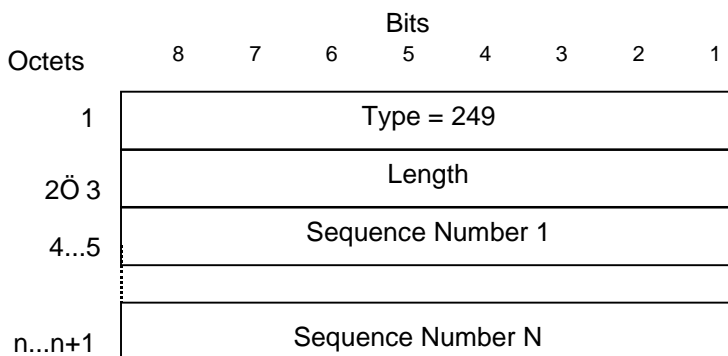 Bits
Octets 8 7 6 5 4 3 2 1
1 Type = 249
2Ö 3 Length
4...5 Sequence Number 1
n...n+1 Sequence Number N